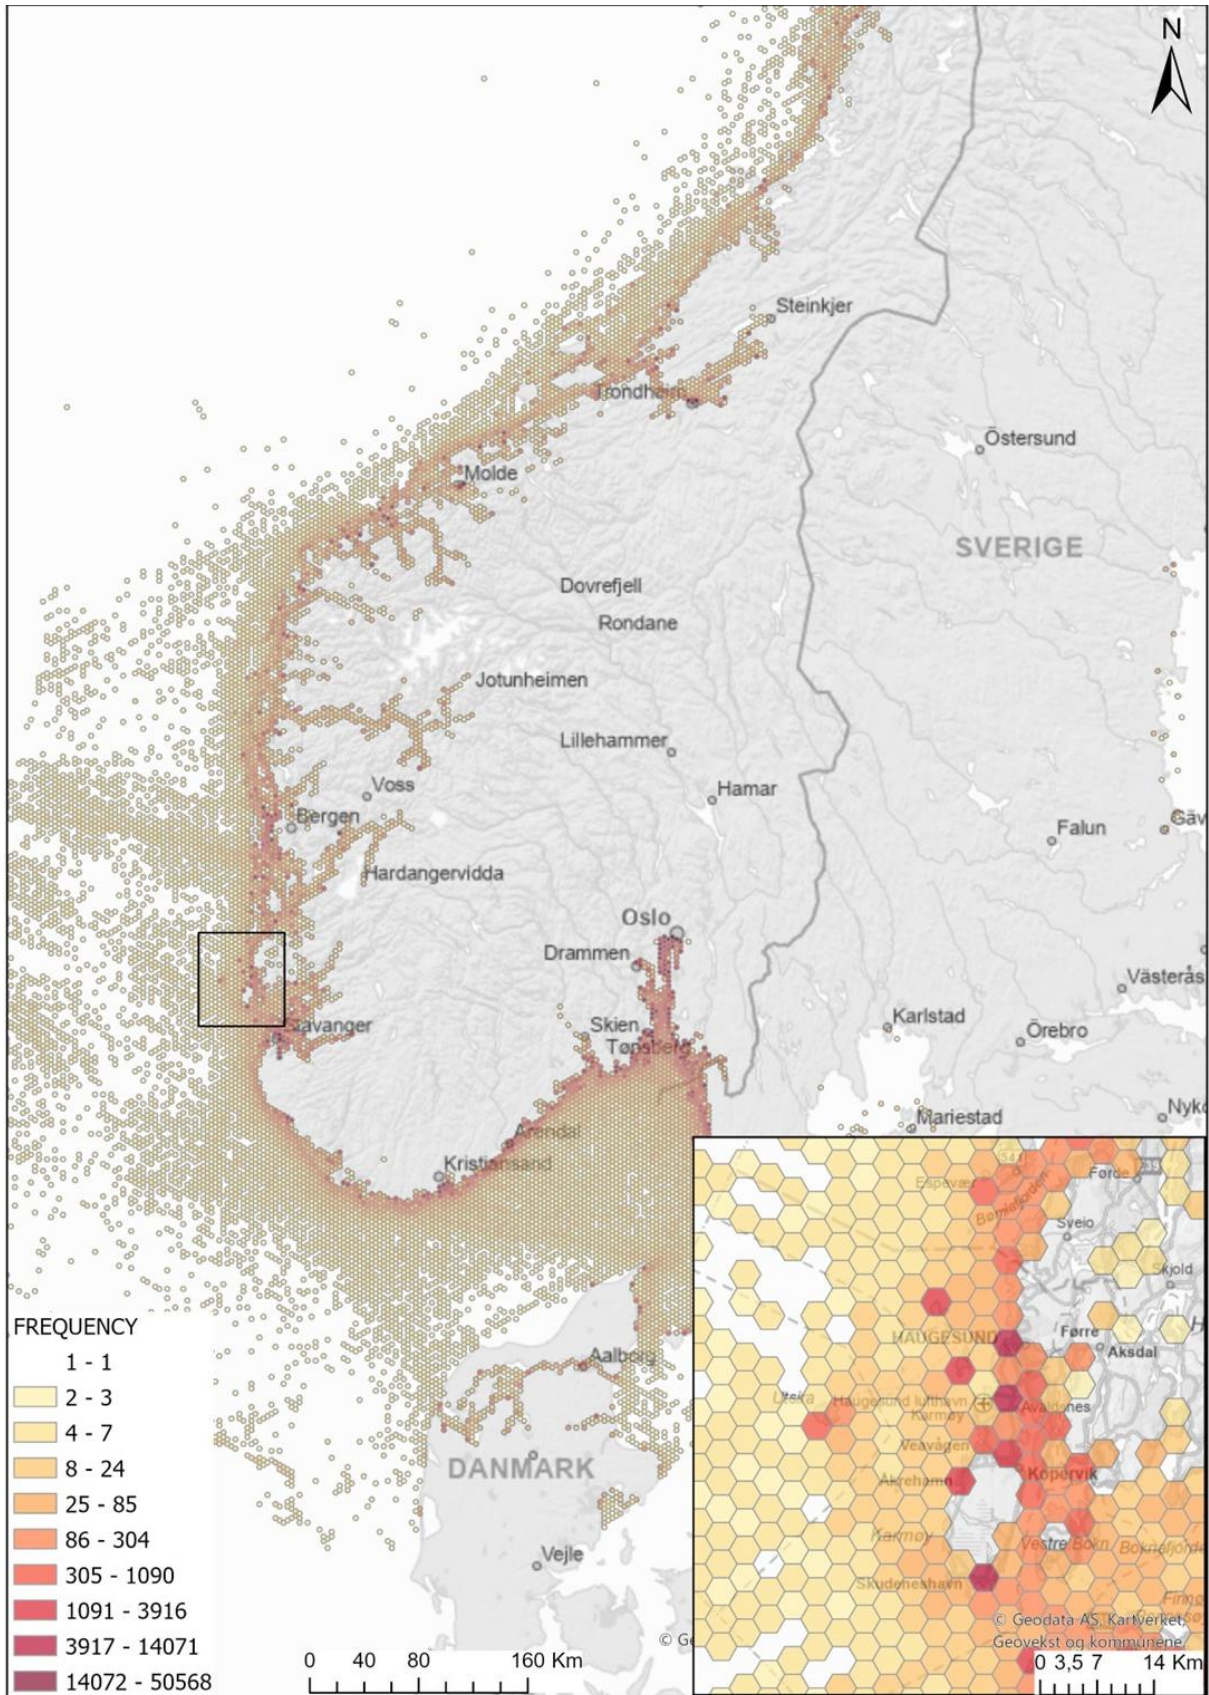 N
Steinkjer
Trondheim
Östersund
Molde
SVERIGE
Dovrefjell
Rondane
Jotunheimen
Lillehammer
Voss
Hamar
Bergen
Gäv
Falun
Hardangervidda
Oslo
Drammen
Västerås
Karlstad
Skien
Stavanger
Örebro
Tønsberg
Mariestad
Arendal
Kristiansand
Espevær
Bømlafjorden
Førde
Sveio
Skjold
FREQUENCY
1 - 1
2 - 3
4 - 7
8 - 24
25 - 85
86 - 304
305 - 1090
1091 - 3916
3917 - 14071
14072 - 50568
Aalborg
DANMARK
Vejle
HAUGESUND
Førre
Aksdal
H
Utsira
Haugesund lufthavn,
Karmøy
Avaldsnes
Veavågen
Åkrehamn
Kopervik
Karmøy
Vestre Bokn
Boknafjorde
Skudeneshavn
© Geodata AS, Kartverket,
Geovekst og kommunene
0 40 80 160 Km
© Ge
0 3,5 7 14 Km